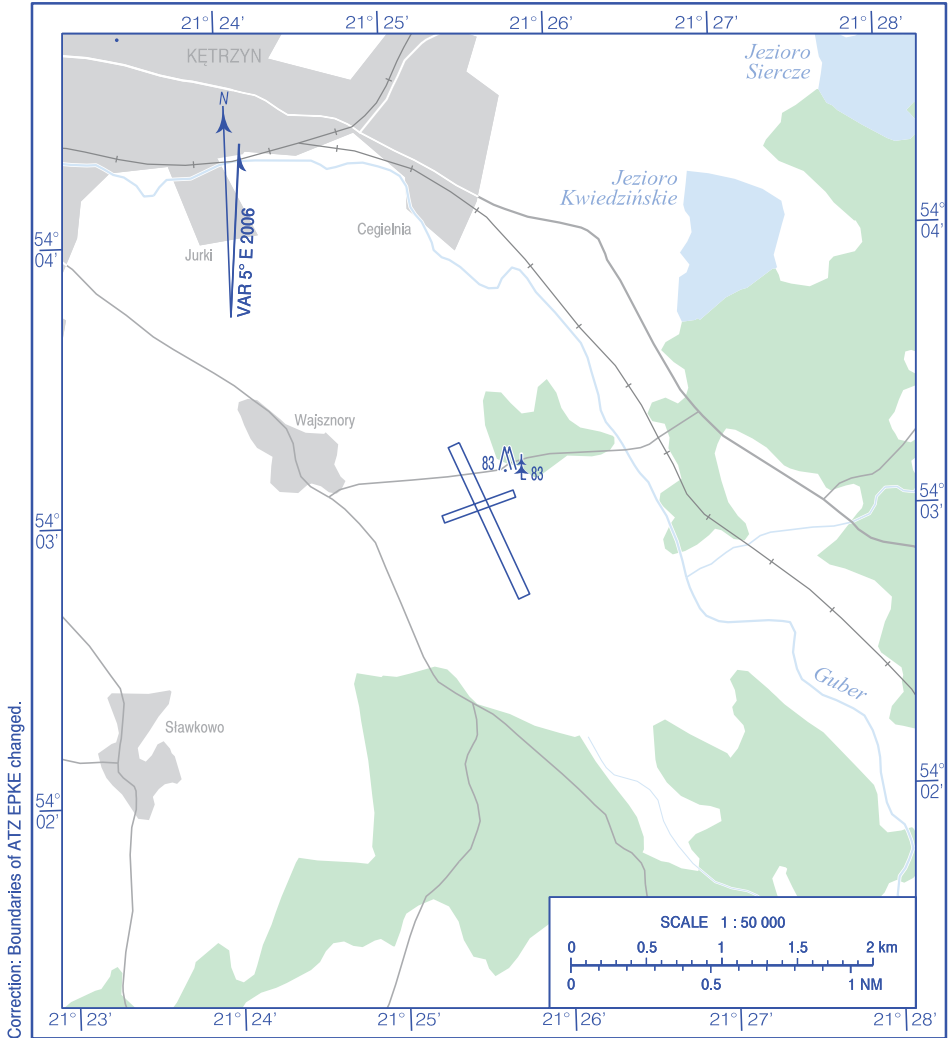 21° 24' 21° 25' 21° 26' 21° 27' 21° 28'
KĘTRZYN
Jezioro
Siercze
N
Jezioro
Kwiedzińskie
54°
04'
54°
04'
Cegielnia
Jurki
VAR 5° E 2006
Wajsznory
83
83
54°
03'
54°
03'
Guber
Sławkowo
54°
02'
54°
02'
Correction: Boundaries of ATZ EPKE changed.
SCALE 1 : 50 000
0 0.5 1 1.5 2 km
0 0.5 1 NM
21° 23' 21° 24' 21° 25' 21° 26' 21° 27' 21° 28'